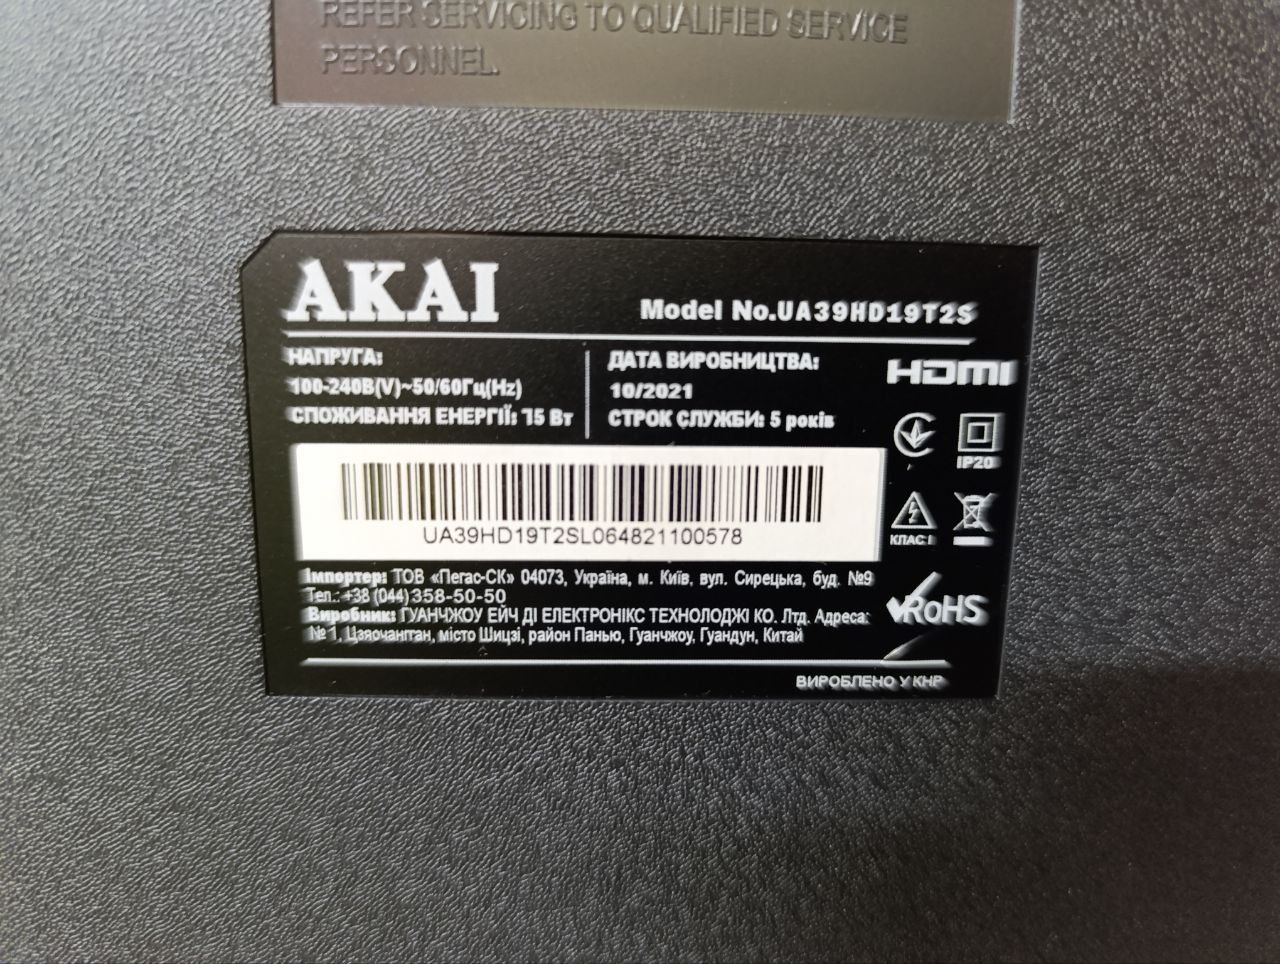 REFER SERVICING TO QUALIFIED SERVICE
PERSONNEL.
AKAI
Model No.UA39HD19T2S
НАПРУГА:
100-240В(V)~50/60Гц(Hz)
СПОЖИВАННЯ ЕНЕРГІЇ: 75 Вт
ДАТА ВИРОБНИЦТВА:
10/2021
СТРОК СЛУЖБИ: 5 років
HDMI
IP20
КЛАС I
UA39HD19T2SL064821100578
Імпортер: ТОВ «Пегас-СК» 04073, Україна, м. Київ, вул. Сирецька, буд. №9
Тел.: +38 (044) 358-50-50
Виробник: ГУАНЧЖОУ ЕЙЧ ДІ ЕЛЕКТРОНІКС ТЕХНОЛОДЖІ КО. Лтд. Адреса:
№ 1, Цзяочангтан, місто Шицзі, район Панью, Гуанчжоу, Гуандун, Китай
RoHS
ВИРОБЛЕНО У КНР